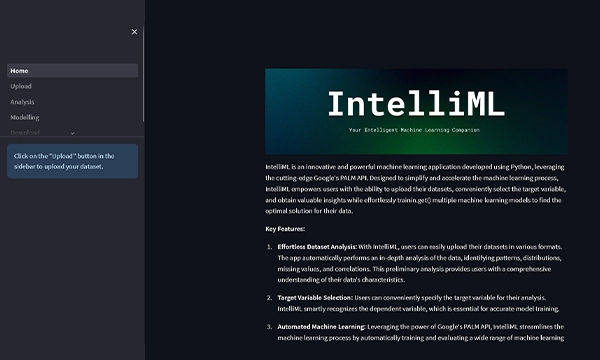 Home
Upload
Analysis
Modelling
Download
Click on the "Upload" button in the
sidebar to upload your dataset.
IntelliML
Your Intelligent Machine Learning Companion
IntelliML is an innovative and powerful machine learning application developed using Python, leveraging
the cutting-edge Google's PALM API. Designed to simplify and accelerate the machine learning process,
IntelliML empowers users with the ability to upload their datasets, conveniently select the target variable,
and obtain valuable insights while effortlessly trainin.get() multiple machine learning models to find the
optimal solution for their data.
Key Features:
1. Effortless Dataset Analysis: With IntelliML, users can easily upload their datasets in various formats.
The app automatically performs an in-depth analysis of the data, identifying patterns, distributions,
missing values, and correlations. This preliminary analysis provides users with a comprehensive
understanding of their data's characteristics.
2. Target Variable Selection: Users can conveniently specify the target variable for their analysis.
IntelliML smartly recognizes the dependent variable, which is essential for accurate model training.
3. Automated Machine Learning: Leveraging the power of Google's PALM API, IntelliML streamlines the
machine learning process by automatically training and evaluating a wide range of machine learning